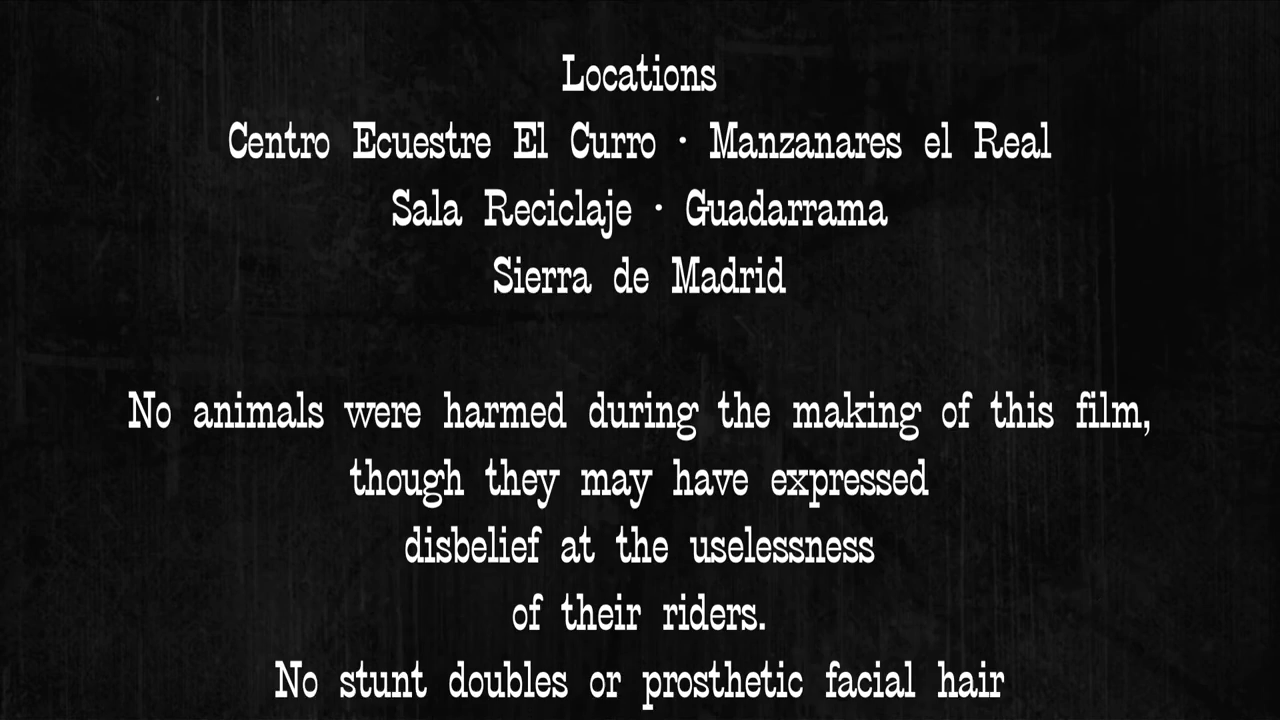 Locations
Centro Ecuestre El Curro · Manzanares el Real
Sala Reciclaje · Guadarrama
Sierra de Madrid
No animals were harmed during the making of this film,
though they may have expressed
disbelief at the uselessness
of their riders.
No stunt doubles or prosthetic facial hair